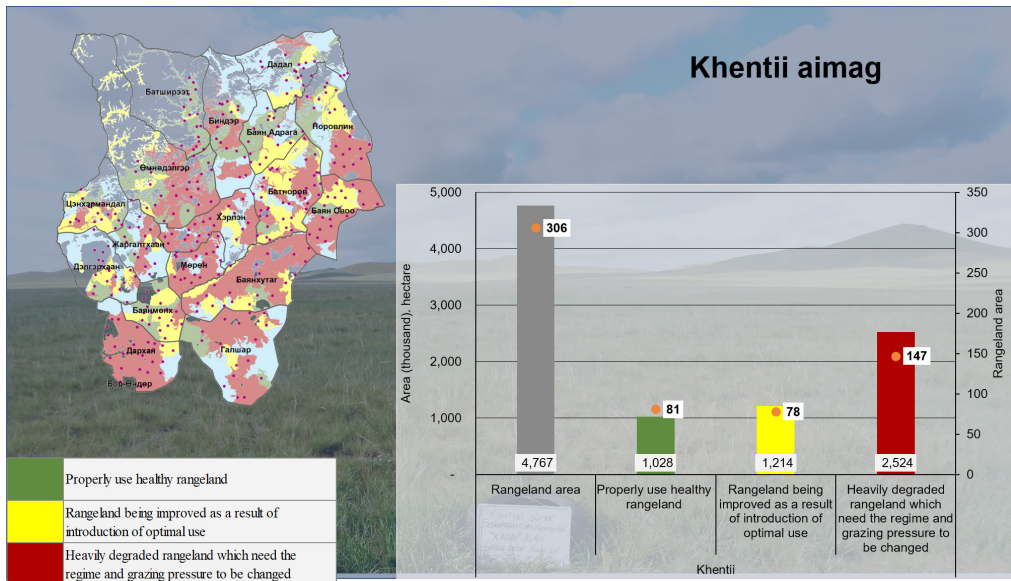 Khentii aimag
Дадал
Батширээт
Биндэр
Баян Адрага
Норовлин
Өмнөдэлгэр
Цэнхэрмандал
Батноров
Баян Овоо
Хэрлэн
Жаргалтхаан
Дэлгэрхаан
Мөрөн
Баянхутаг
Баянмөнх
Дархан
Галшар
Бор-Өндөр
Properly use healthy rangeland
Rangeland being improved as a result of
introduction of optimal use
Heavily degraded rangeland which need the
regime and grazing pressure to be changed
Area (thousand), hectare
5,000
4,000
3,000
2,000
1,000
-
306
81
78
147
4,767
1,028
1,214
2,524
350
300
250
200
150
100
50
0
Rangeland area
Rangeland area
Properly use healthy
rangeland
Rangeland being
improved as a result
of introduction of
optimal use
Heavily degraded
rangeland which
need the regime and
grazing pressure to
be changed
Khentii